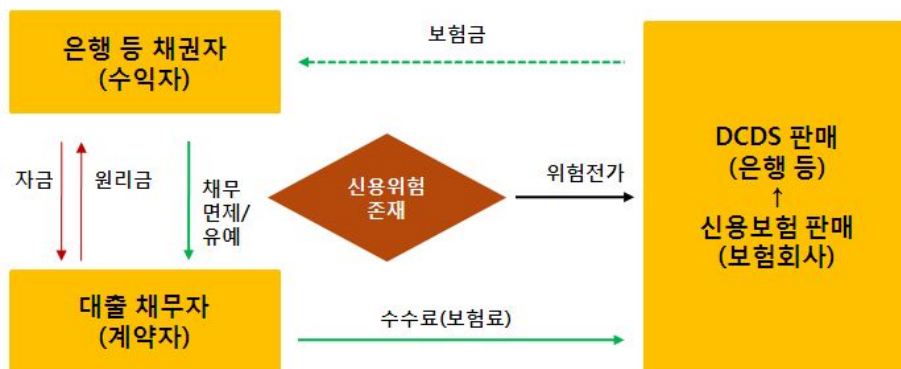 은행 등 채권자
(수익자)
보험금
자금
원리금
채무
면제/
유예
신용위험
존재
위험전가
DCDS 판매
(은행 등)
↑
신용보험 판매
(보험회사)
대출 채무자
(계약자)
수수료(보험료)